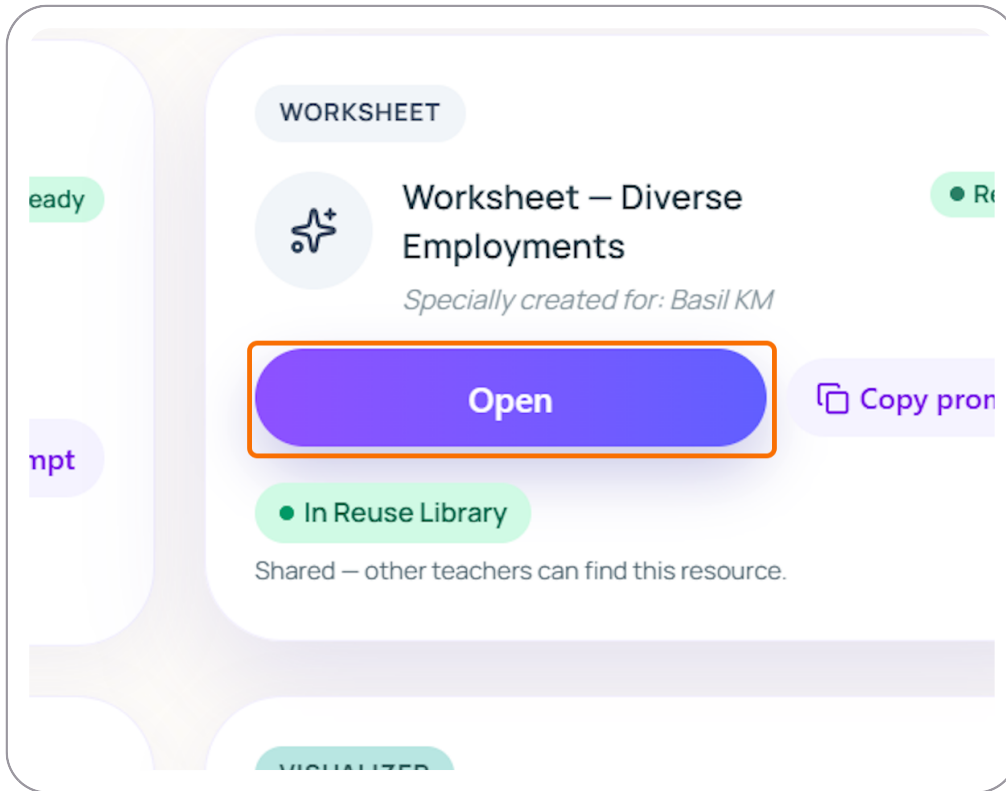 WORKSHEET
eady
Worksheet — Diverse
Employments
Specially created for: Basil KM
Open
Copy
mpt
In Reuse Library
Shared — other teachers can find this resource.
VISUALIZER